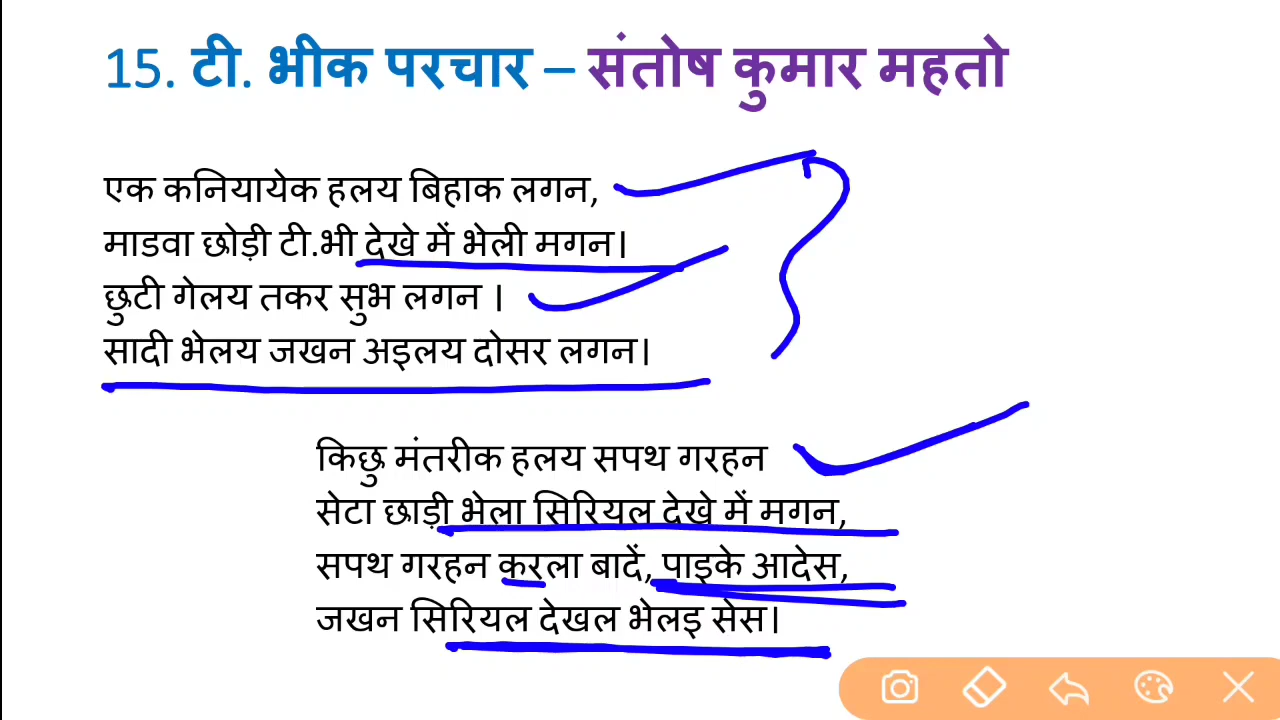 15. टी. भीक परचार – संतोष कुमार महतो
एक कनियायेक हलय बिहाक लगन,
माडवा छोड़ी टी.भी देखे में भेली मगन।
छुटी गेलय तकर सुभ लगन ।
सादी भेलय जखन अइलय दोसर लगन।
किछु मंतरीक हलय सपथ गरहन
सेटा छाड़ी भेला सिरियल देखे में मगन,
सपथ गरहन करला बादें, पाइके आदेस,
जखन सिरियल देखल भेलइ सेस।